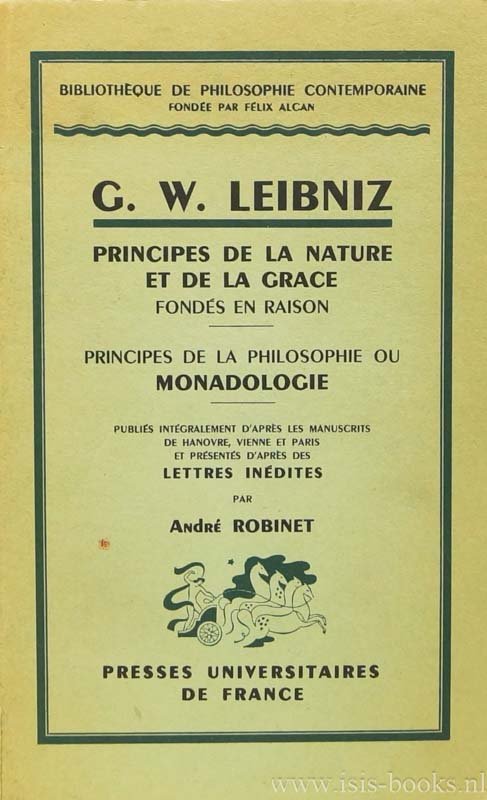 BIBLIOTHÈQUE DE PHILOSOPHIE CONTEMPORAINE
FONDÉE PAR FÉLIX ALCAN
G. W. LEIBNIZ
PRINCIPES DE LA NATURE
ET DE LA GRACE
FONDÉS EN RAISON
PRINCIPES DE LA PHILOSOPHIE OU
MONADOLOGIE
PUBLIÉS INTÉGRALEMENT D'APRÈS LES MANUSCRITS
DE HANOVRE, VIENNE ET PARIS
ET PRÉSENTÉS D'APRÈS DES
LETTRES INÉDITES
PAR
André ROBINET
PRESSES UNIVERSITAIRES
DE FRANCE
www.isis-books.nl